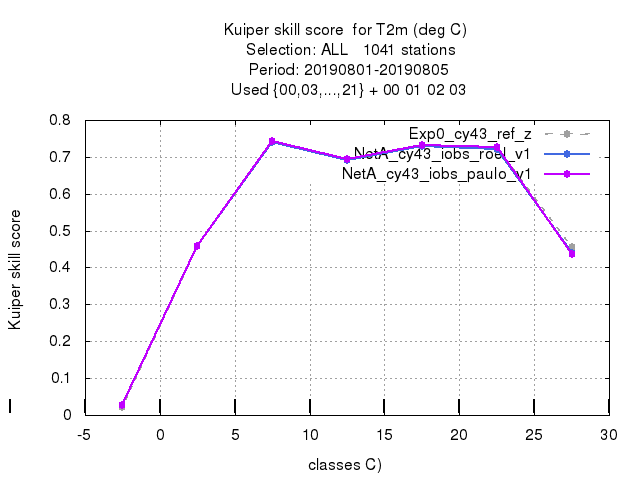 Kuiper skill score  for T2m (deg C)
Selection: ALL   1041 stations
Period: 20190801-20190805
Used {00,03,...,21} + 00 01 02 03
Exp0_cy43_ref_z
NetA_cy43_iobs_roel_v1
NetA_cy43_iobs_paulo_v1
Kuiper skill score
0.8
0.7
0.6
0.5
0.4
0.3
0.2
0.1
0
-5
0
5
10
15
20
25
30
classes C)